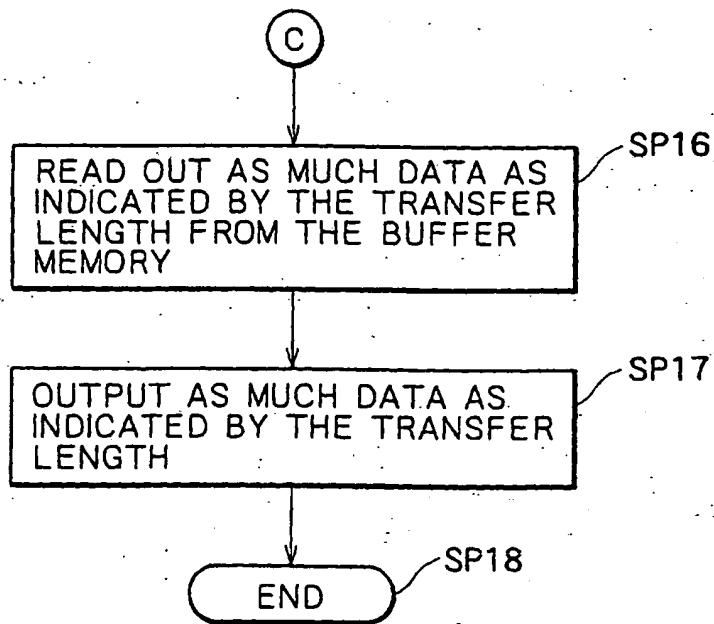 C
SP16
READ OUT AS MUCH DATA AS
INDICATED BY THE TRANSFER
LENGTH FROM THE BUFFER
MEMORY
SP17
OUTPUT AS MUCH DATA AS
INDICATED BY THE TRANSFER
LENGTH
SP18
END